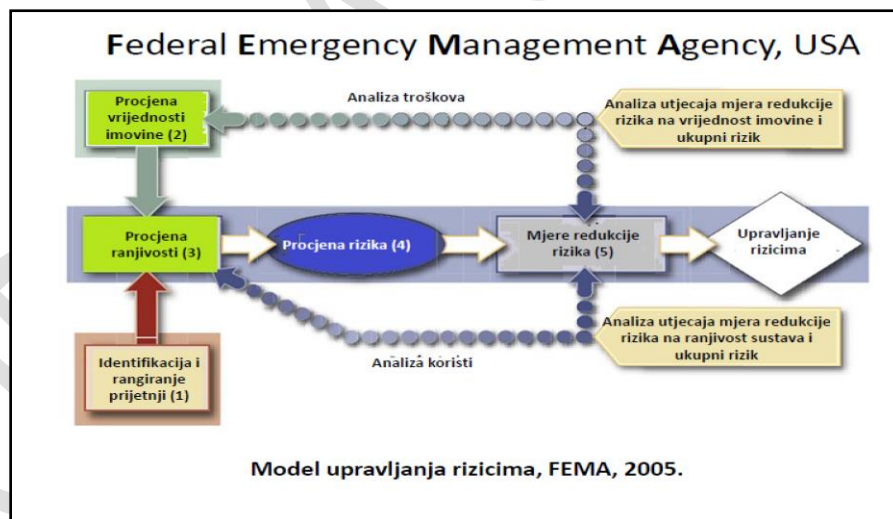 Federal Emergency Management Agency, USA
Procjena
vrijednosti
imovine (2)
Analiza troškova
Analiza utjecaja mjera redukcije
rizika na vrijednost imovine i
ukupni rizik
Procjena
ranjivosti (3)
Procjena rizika (4)
Mjere redukcije
rizika (5)
Upravljanje
rizicima
Identifikacija i
rangiranje
prijetnji (1)
Analiza koristi
Analiza utjecaja mjera redukcije
rizika na ranjivost sustava i
ukupni rizik
Model upravljanja rizicima, FEMA, 2005.